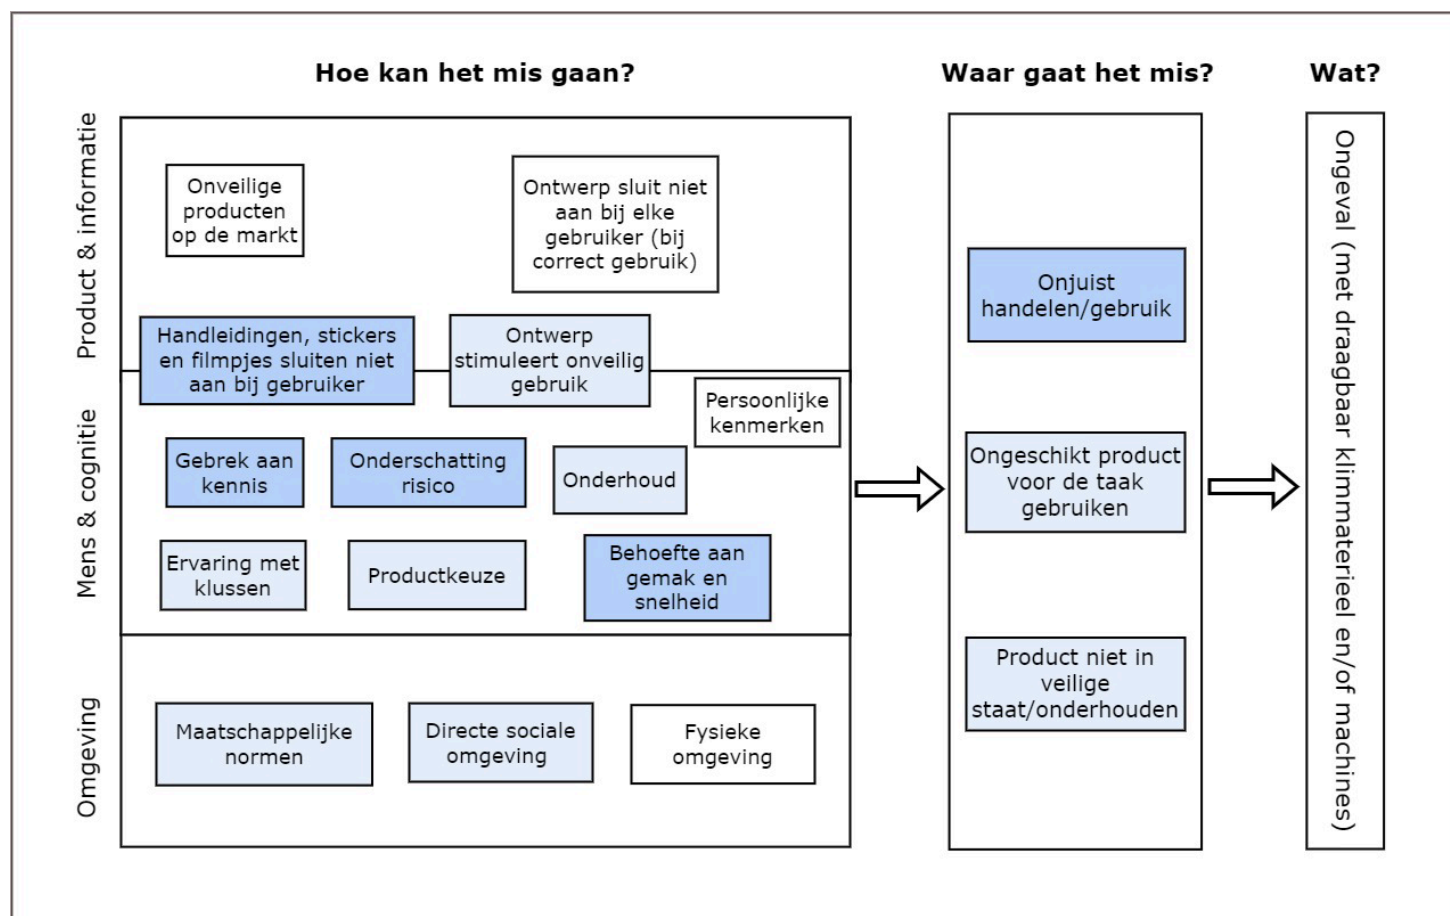 Hoe kan het mis gaan?
Waar gaat het mis?
Wat?
Product & informatie
Onveilige
producten
op de markt
Ontwerp sluit niet
aan bij elke
gebruiker (bij
correct gebruik)
Handleidingen, stickers
en filmpjes sluiten niet
aan bij gebruiker
Ontwerp
stimuleert onveilig
gebruik
Mens & cognitie
Persoonlijke
kenmerken
Gebrek aan
kennis
Onderschatting
risico
Onderhoud
Ervaring met
klussen
Productkeuze
Behoefte aan
gemak en
snelheid
Omgeving
Maatschappelijke
normen
Directe sociale
omgeving
Fysieke
omgeving
Onjuist
handelen/gebruik
Ongeschikt product
voor de taak
gebruiken
Product niet in
veilige
staat/onderhouden
Ongeval (met draagbaar klimmaterieel en/of machines)